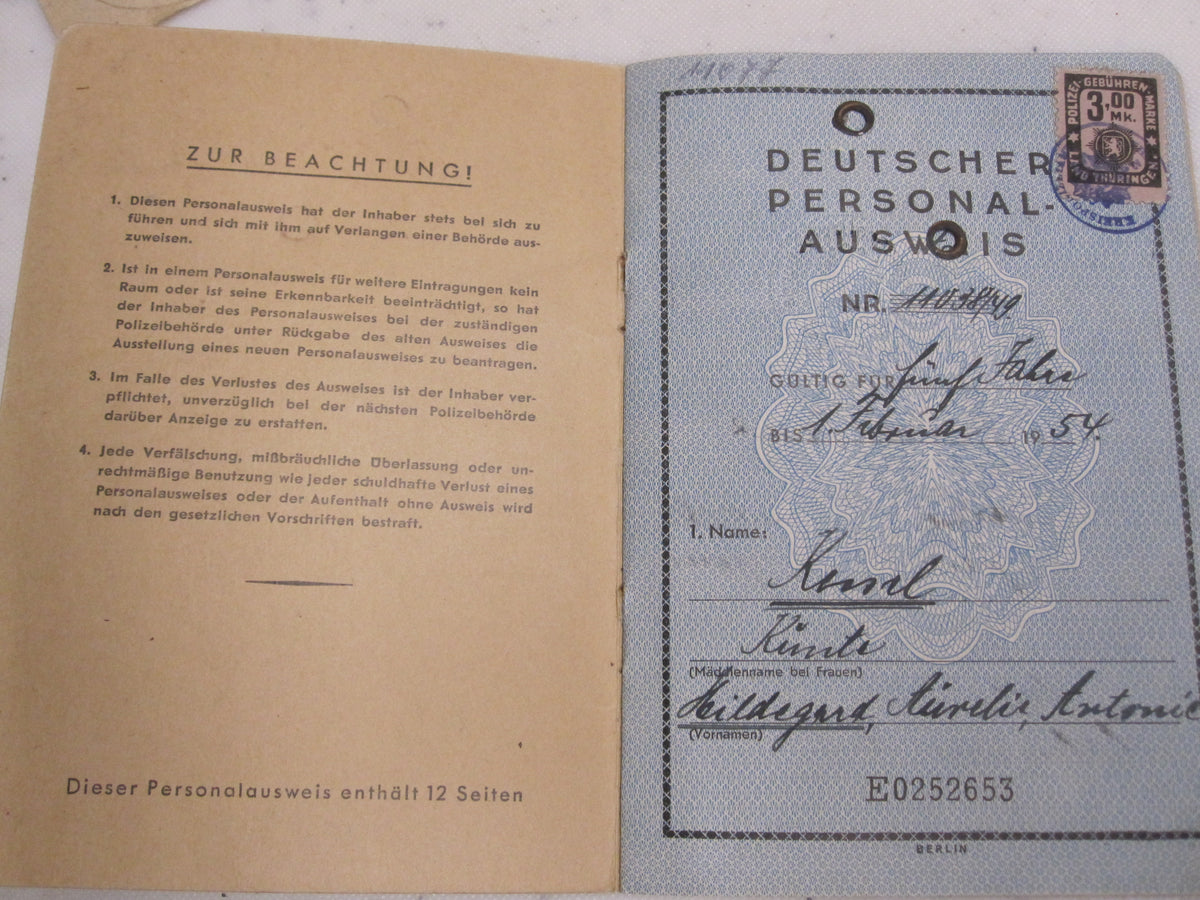 ZUR BEACHTUNG!
1. Diesen Personalausweis hat der Inhaber stets bei sich zu
führen und sich mit ihm auf Verlangen einer Behörde aus-
zuweisen.
2. Ist in einem Personalausweis für weitere Eintragungen kein
Raum oder ist seine Erkennbarkeit beeinträchtigt, so hat
der Inhaber des Personalausweises bei der zuständigen
Polizeibehörde unter Rückgabe des alten Ausweises die
Ausstellung eines neuen Personalausweises zu beantragen.
3. Im Falle des Verlustes des Ausweises ist der Inhaber ver-
pflichtet, unverzüglich bei der nächsten Polizeibehörde
darüber Anzeige zu erstatten.
4. Jede Verfälschung, mißbräuchliche Überlassung oder un-
rechtmäßige Benutzung wie jeder schuldhafte Verlust eines
Personalausweises oder der Aufenthalt ohne Ausweis wird
nach den gesetzlichen Vorschriften bestraft.
Dieser Personalausweis enthält 12 Seiten
11077
POLIZEI-GEBÜHREN-MARKE
3,00
MK.
LAND THÜRINGEN
DEUTSCHER
PERSONAL-
AUSWEIS
NR.
GÜLTIG FÜR fünf Jahre
BIS 1. Februar 1954.
1. Name:
(Mädchenname bei Frauen)
Hildegard, Aurelie, Antonie
(Vornamen)
E0252653
BERLIN